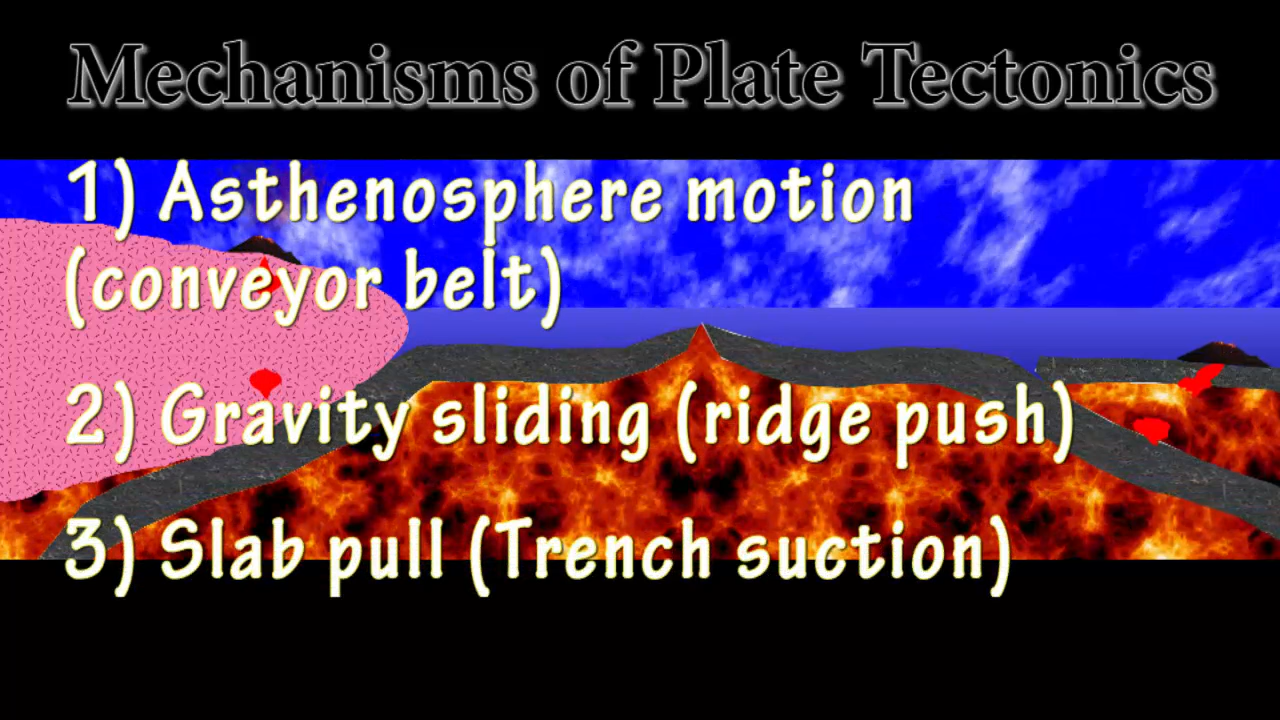 Mechanisms of Plate Tectonics
1) Asthenosphere motion
(conveyor belt)
2) Gravity sliding (ridge push)
3) Slab pull (Trench suction)